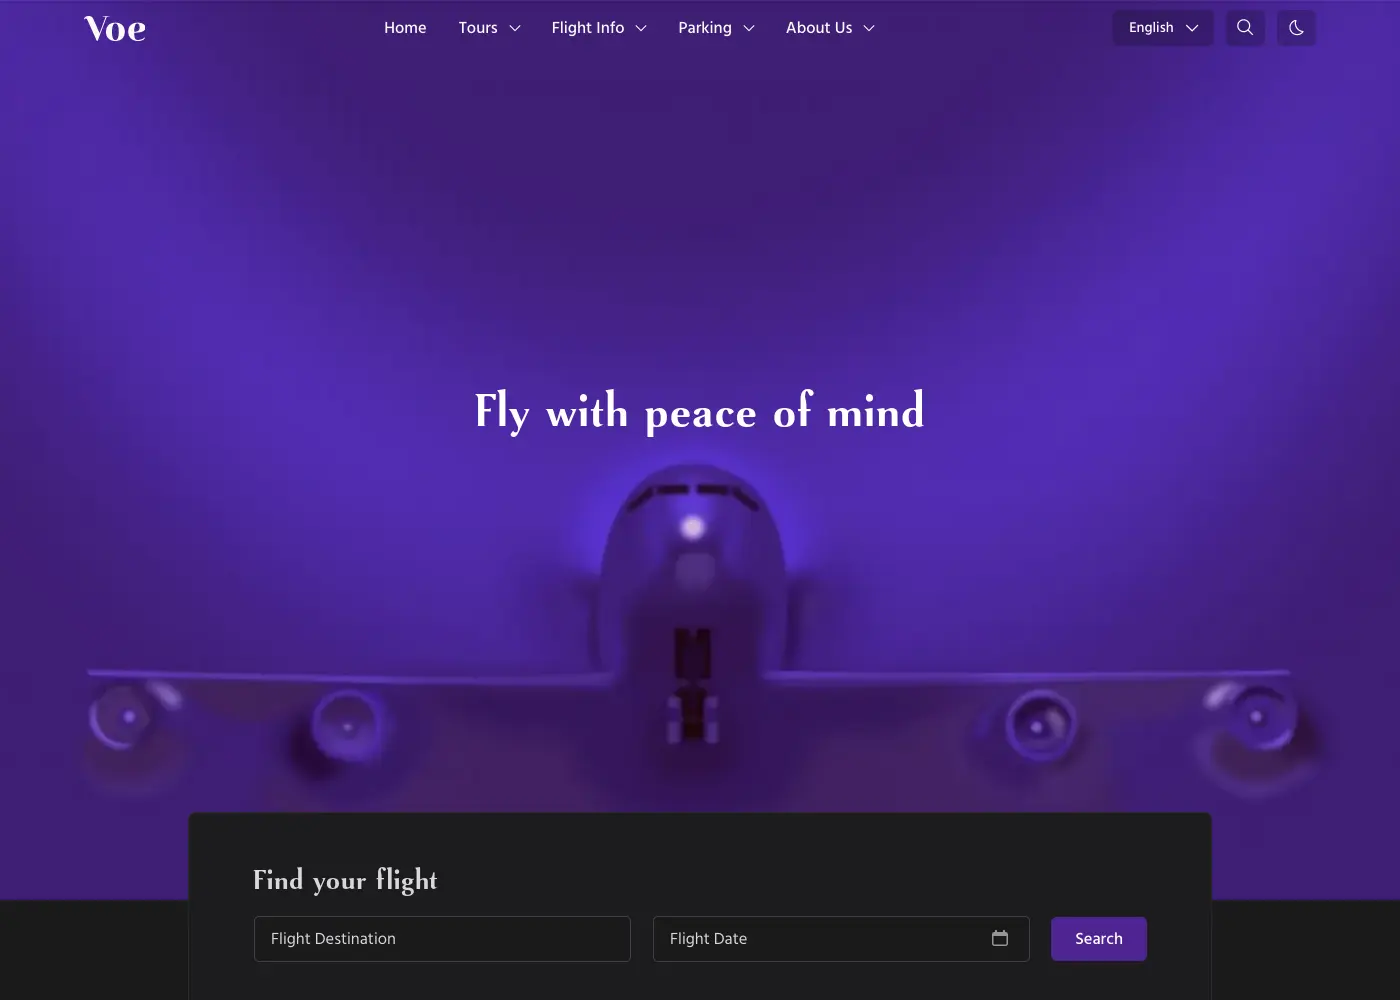 Voe
Home Tours Flight Info Parking About Us English
Fly with peace of mind
Find your flight
Flight Destination Flight Date Search